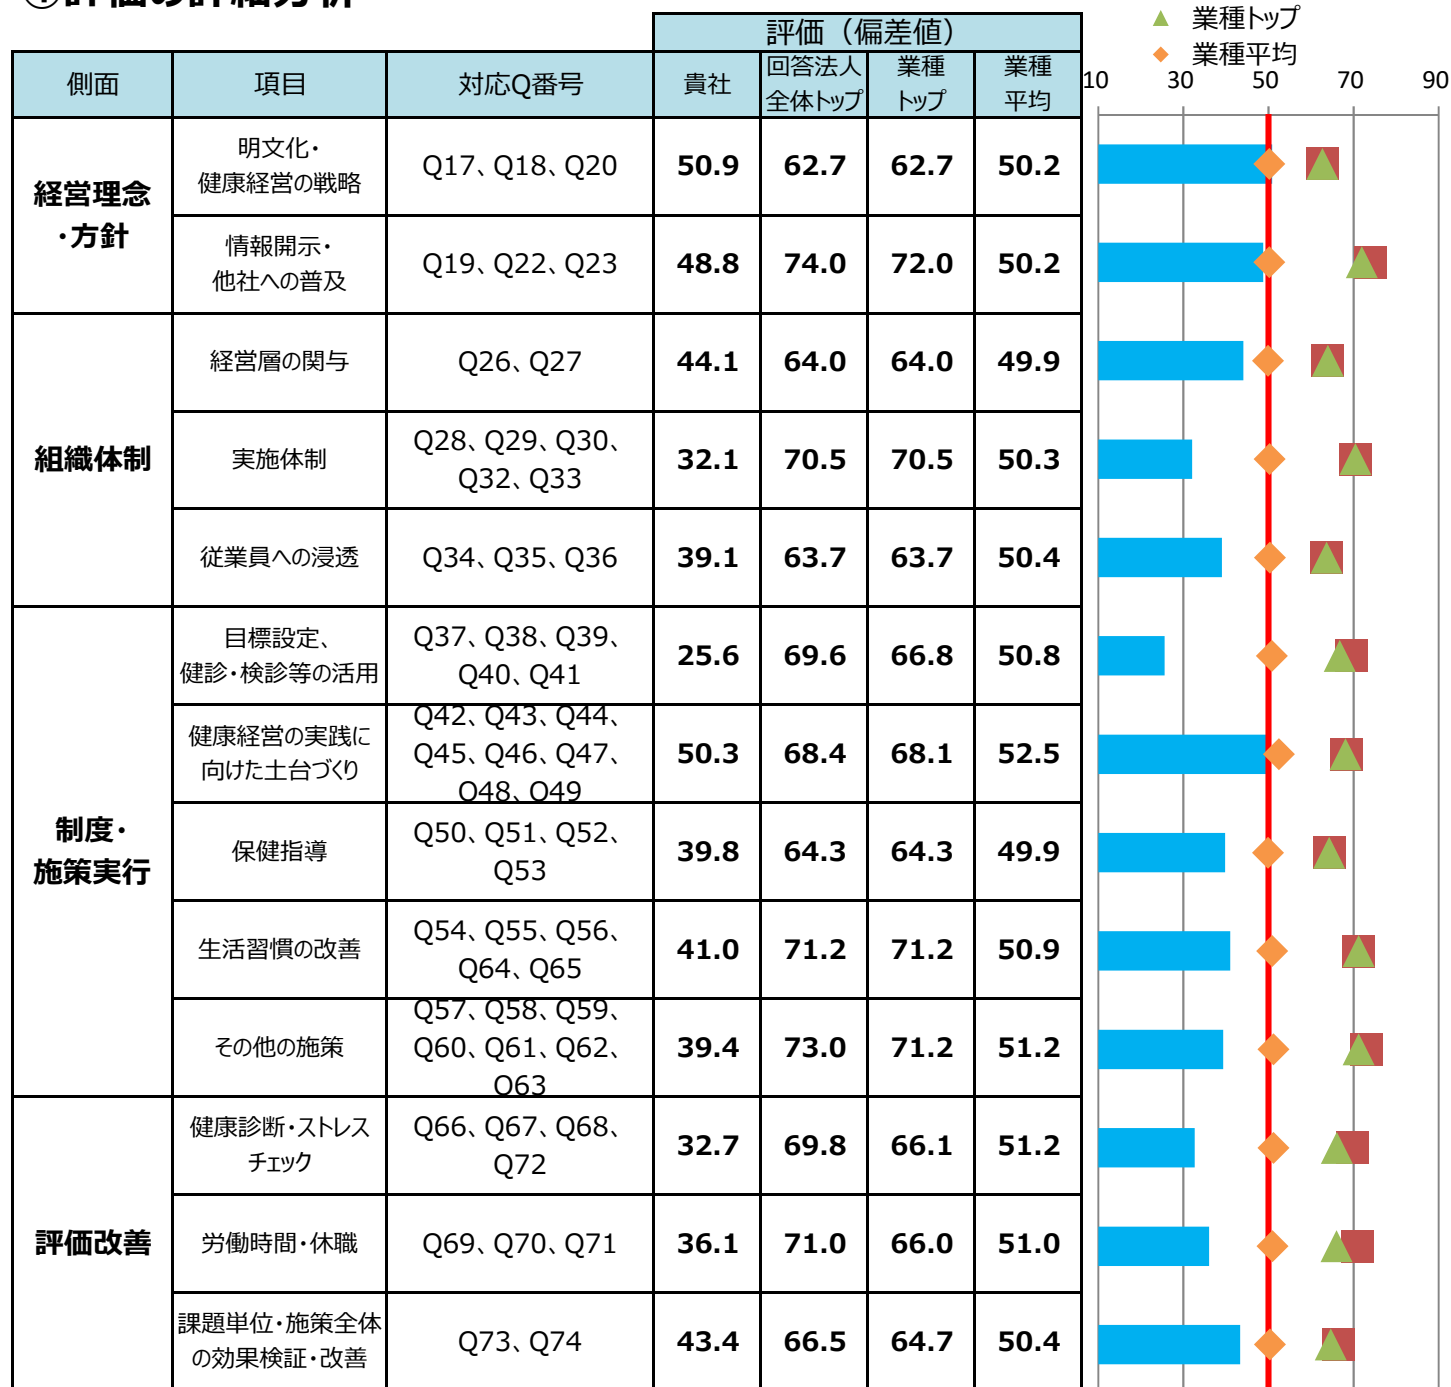 ①評価の詳細分析
▲ 業種トップ
◆ 業種平均
評価（偏差値）
側面 項目 対応Q番号 貴社 回答法人 業種 業種
全体トップ トップ 平均
10 30 50 70 90
経営理念
・方針
明文化・
健康経営の戦略
Q17、Q18、Q20 50.9 62.7 62.7 50.2
情報開示・
他社への普及
Q19、Q22、Q23 48.8 74.0 72.0 50.2
組織体制
経営層の関与 Q26、Q27 44.1 64.0 64.0 49.9
実施体制
Q28、Q29、Q30、
Q32、Q33
32.1 70.5 70.5 50.3
従業員への浸透 Q34、Q35、Q36 39.1 63.7 63.7 50.4
制度・
施策実行
目標設定、
健診・検診等の活用
Q37、Q38、Q39、
Q40、Q41
25.6 69.6 66.8 50.8
健康経営の実践に
向けた土台づくり
Q42、Q43、Q44、
Q45、Q46、Q47、
Q48、Q49
50.3 68.4 68.1 52.5
保健指導
Q50、Q51、Q52、
Q53
39.8 64.3 64.3 49.9
生活習慣の改善
Q54、Q55、Q56、
Q64、Q65
41.0 71.2 71.2 50.9
その他の施策
Q57、Q58、Q59、
Q60、Q61、Q62、
Q63
39.4 73.0 71.2 51.2
評価改善
健康診断・ストレス
チェック
Q66、Q67、Q68、
Q72
32.7 69.8 66.1 51.2
労働時間・休職 Q69、Q70、Q71 36.1 71.0 66.0 51.0
課題単位・施策全体
の効果検証・改善
Q73、Q74 43.4 66.5 64.7 50.4